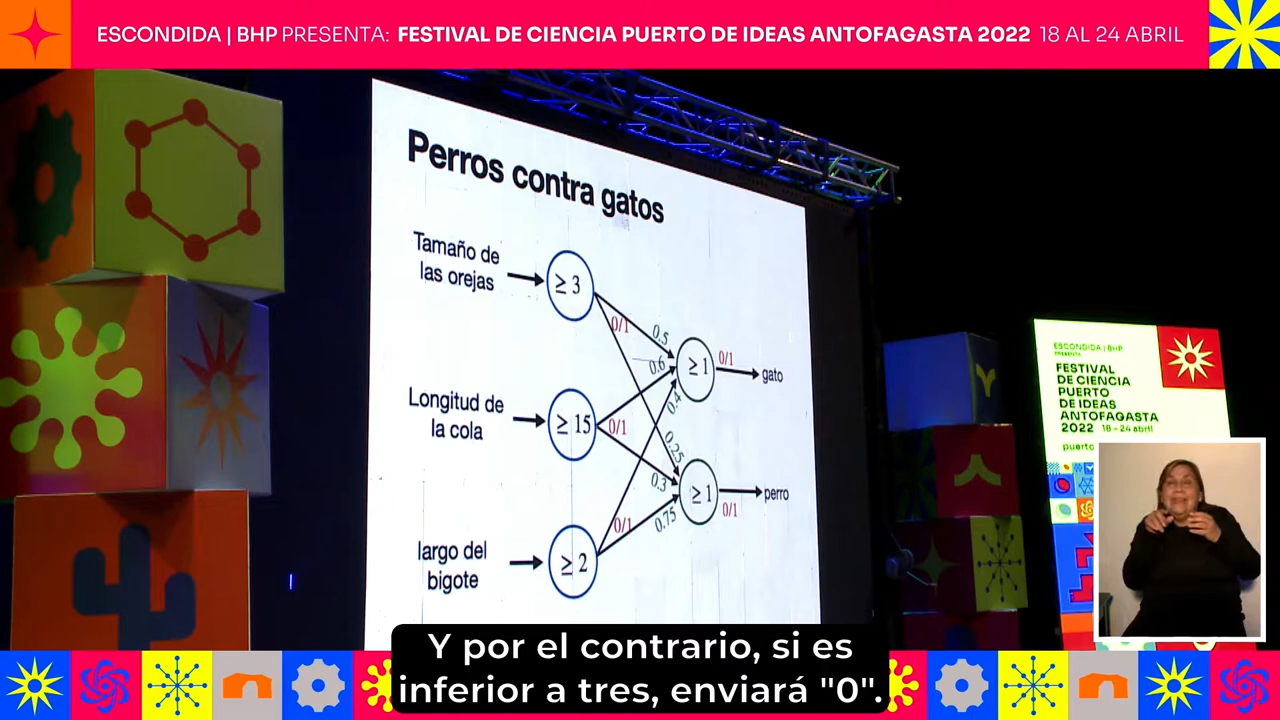 ESCONDIDA | BHP PRESENTA: FESTIVAL DE CIENCIA PUERTO DE IDEAS ANTOFAGASTA 2022 18 AL 24 ABRIL
Perros contra gatos
Tamaño de
las orejas
≥ 3
0/1
0.5
0.6
≥ 1
0/1
gato
0.4
Longitud de
la cola
≥ 15
0/1
0.25
0.3
≥ 1
0/1
perro
largo del
bigote
≥ 2
0/1
0.75
ESCONDIDA | BHP
PRESENTA:
FESTIVAL
DE CIENCIA
PUERTO
DE IDEAS
ANTOFAGASTA
2022 18 - 24 abril
puerto
Y por el contrario, si es
inferior a tres, enviará "0".